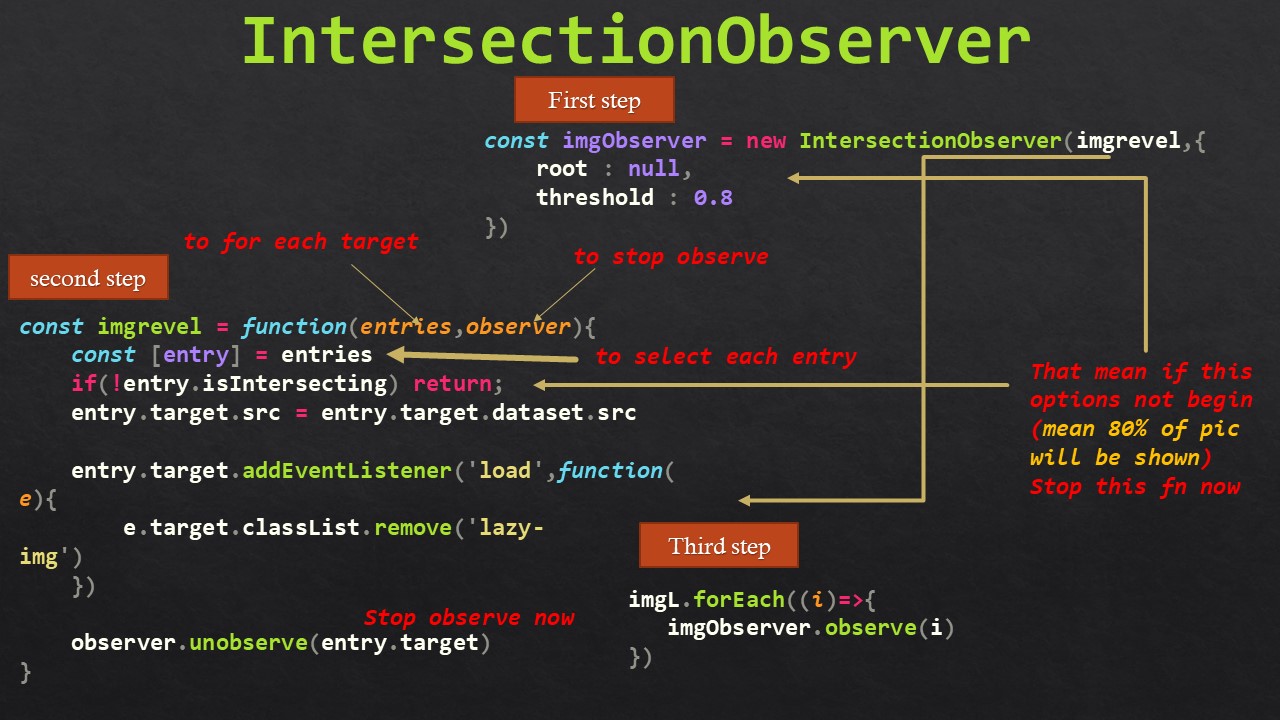 IntersectionObserver
First step
const imgObserver = new IntersectionObserver(imgrevel,{
root : null,
threshold : 0.8
})
to for each target
to stop observe
second step
const imgrevel = function(entries,observer){
const [entry] = entries
to select each entry
if(!entry.isIntersecting) return;
entry.target.src = entry.target.dataset.src
entry.target.addEventListener('load',function(
e){
e.target.classList.remove('lazy-
img')
})
Stop observe now
observer.unobserve(entry.target)
}
That mean if this
options not begin
(mean 80% of pic
will be shown)
Stop this fn now
Third step
imgL.forEach((i)=>{
imgObserver.observe(i)
})